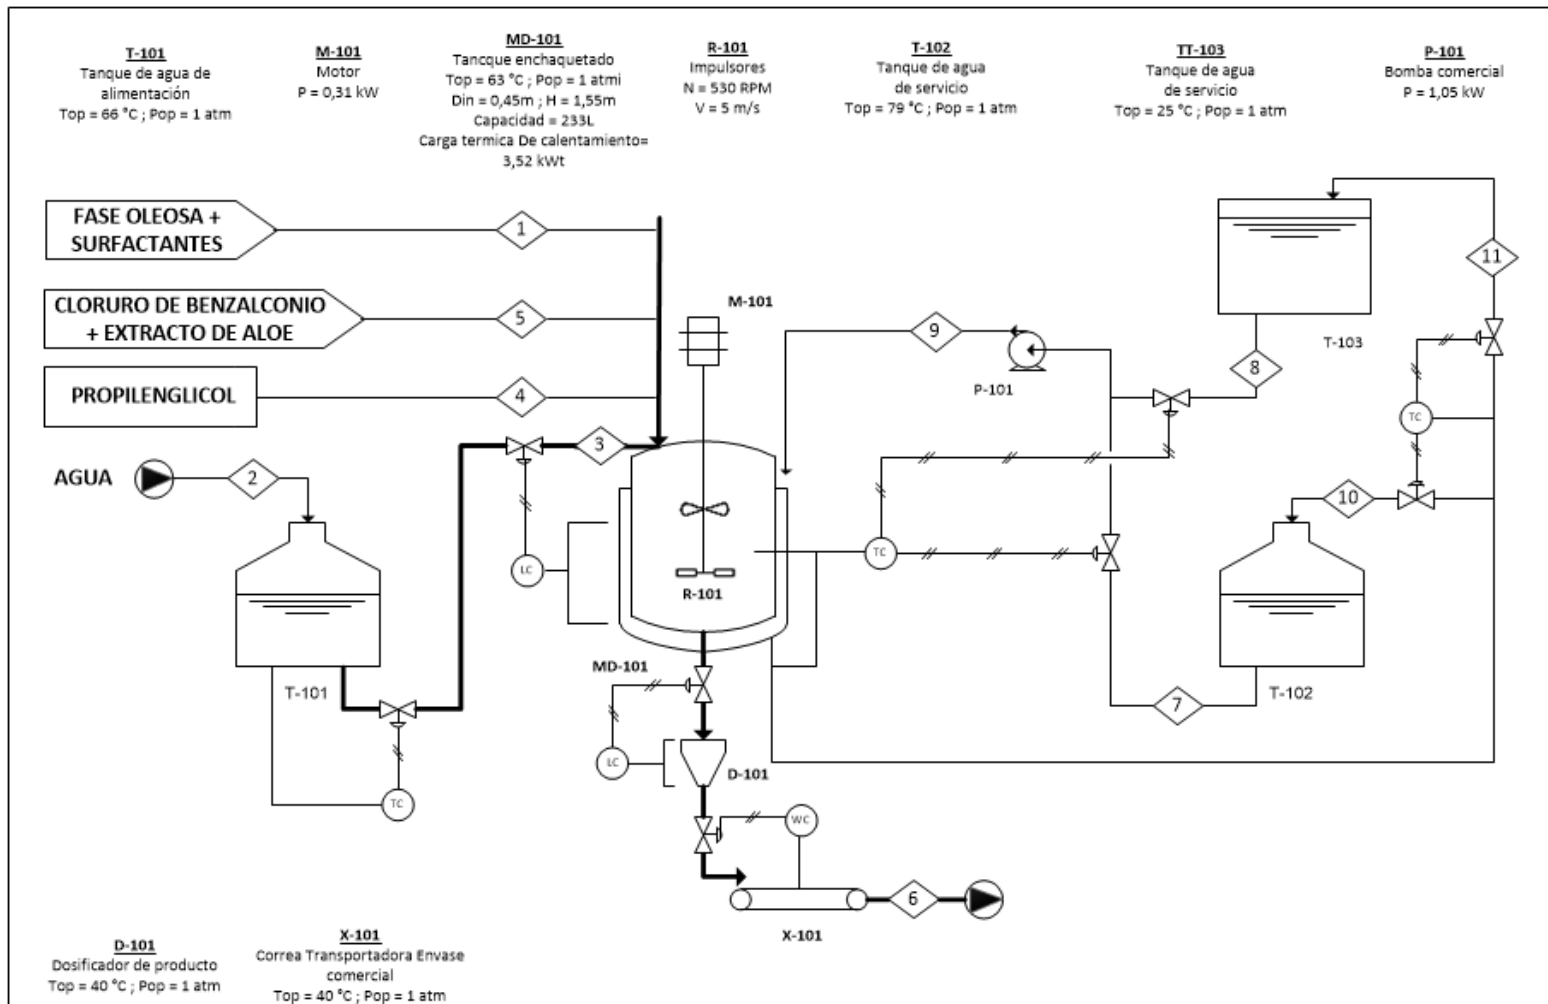 T-101
Tanque de agua de
alimentación
Top = 66 °C ; Pop = 1 atm
M-101
Motor
P = 0,31 kW
MD-101
Tancque enchaquetado
Top = 63 °C ; Pop = 1 atmi
Din = 0,45m ; H = 1,55m
Capacidad = 233L
Carga termica De calentamiento=
3,52 kWt
R-101
Impulsores
N = 530 RPM
V = 5 m/s
T-102
Tanque de agua
de servicio
Top = 79 °C ; Pop = 1 atm
TT-103
Tanque de agua
de servicio
Top = 25 °C ; Pop = 1 atm
P-101
Bomba comercial
P = 1,05 kW
FASE OLEOSA +
SURFACTANTES
1
CLORURO DE BENZALCONIO
+ EXTRACTO DE ALOE
5
PROPILENGLICOL
4
M-101
9
P-101
T-103
11
8
TC
AGUA
2
3
10
LC
TC
R-101
T-101
MD-101
7
T-102
LC
D-101
TC
WC
6
X-101
D-101
Dosificador de producto
Top = 40 °C ; Pop = 1 atm
X-101
Correa Transportadora Envase
comercial
Top = 40 °C ; Pop = 1 atm